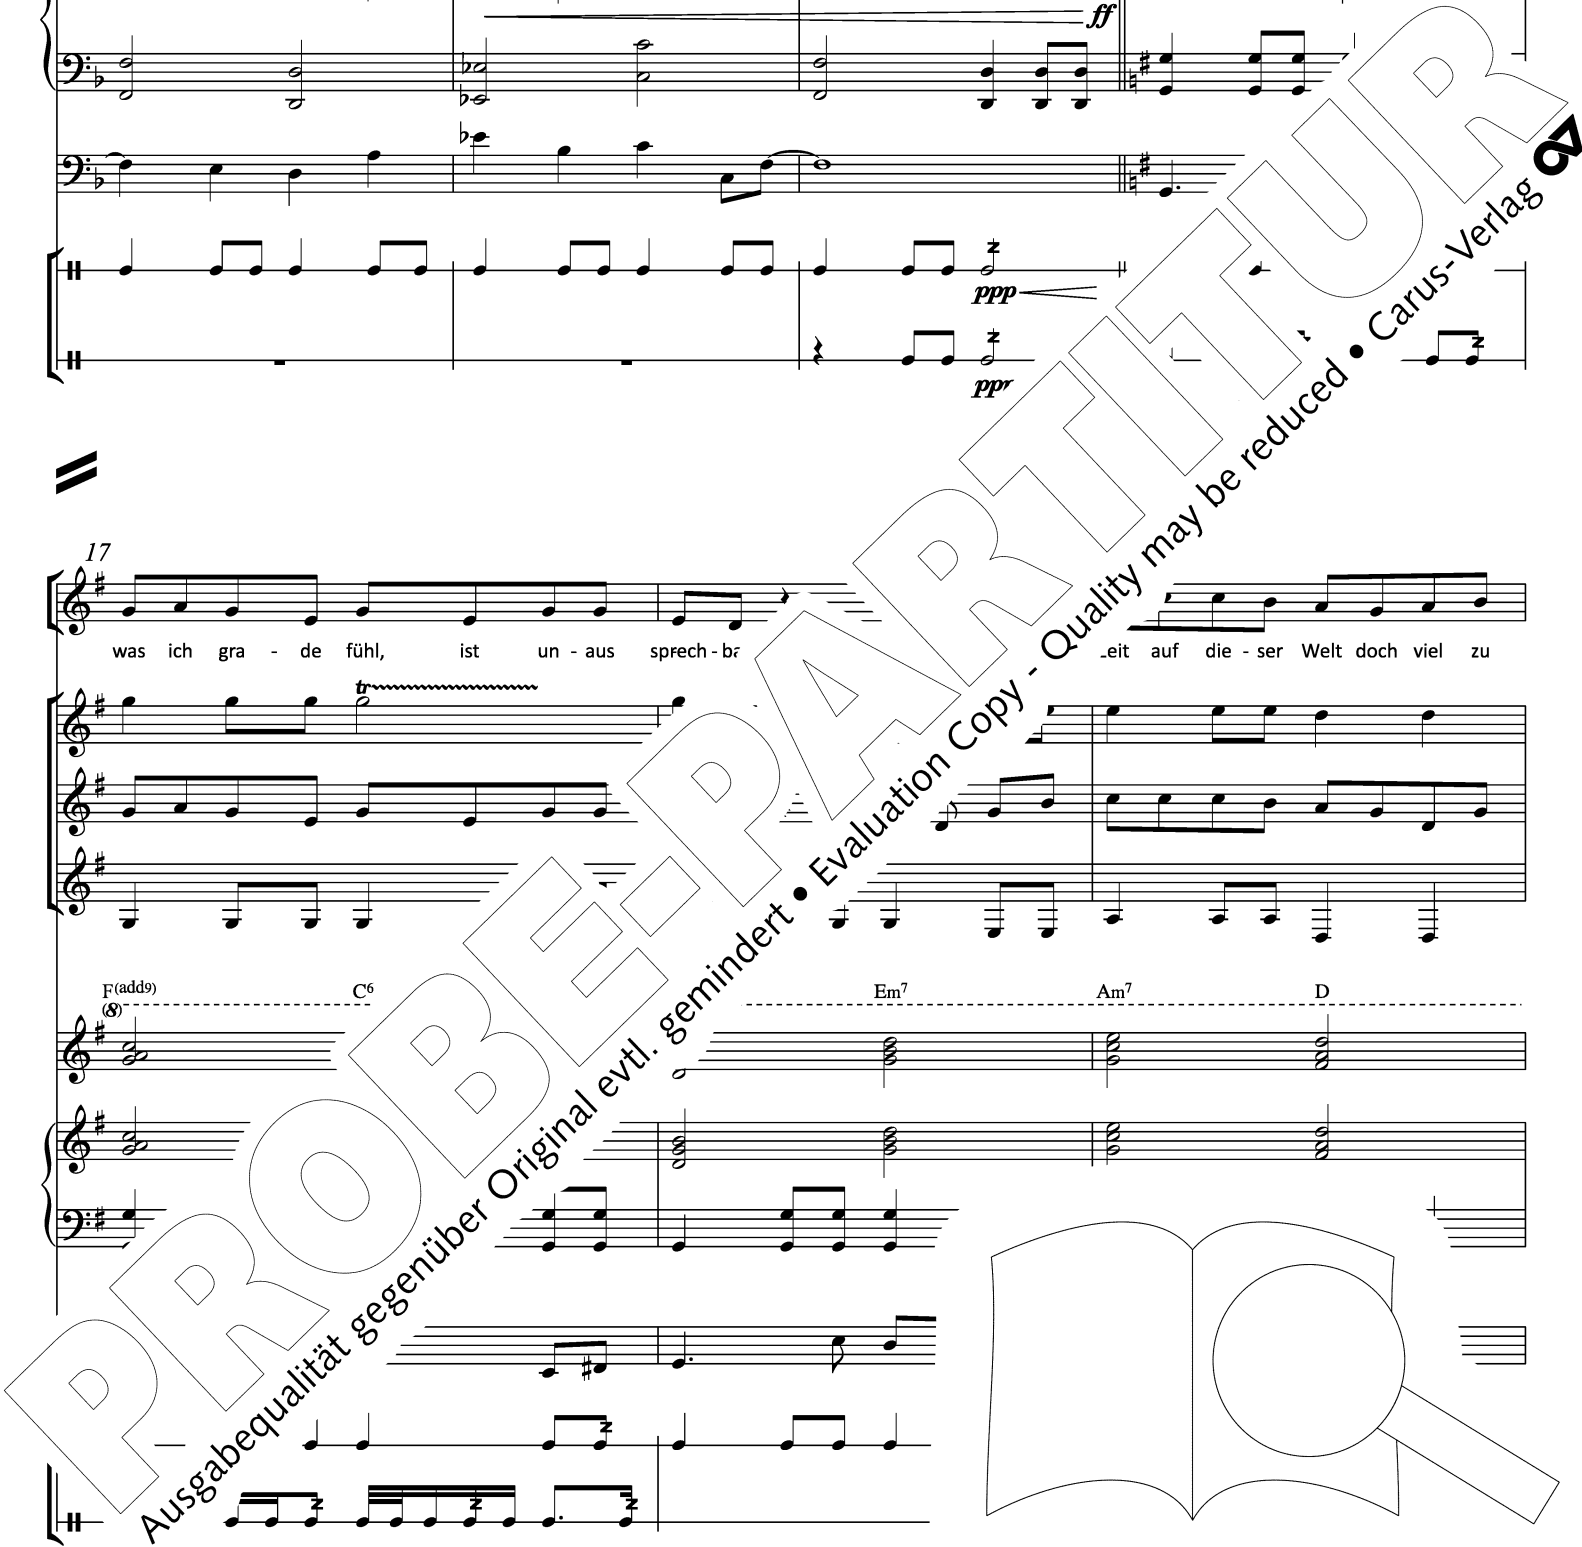 ff
ppp
pp
17
was ich gra - de fühl, ist un - aus sprech - ba auf die - ser Welt doch viel zu
tr
F(add9) C6 Em7 Am7 D
(8)
PROBE-PARTITUR
Ausgabequalität gegenüber Original evtl. gemindert • Evaluation Copy - Quality may be reduced • Carus-Verlag